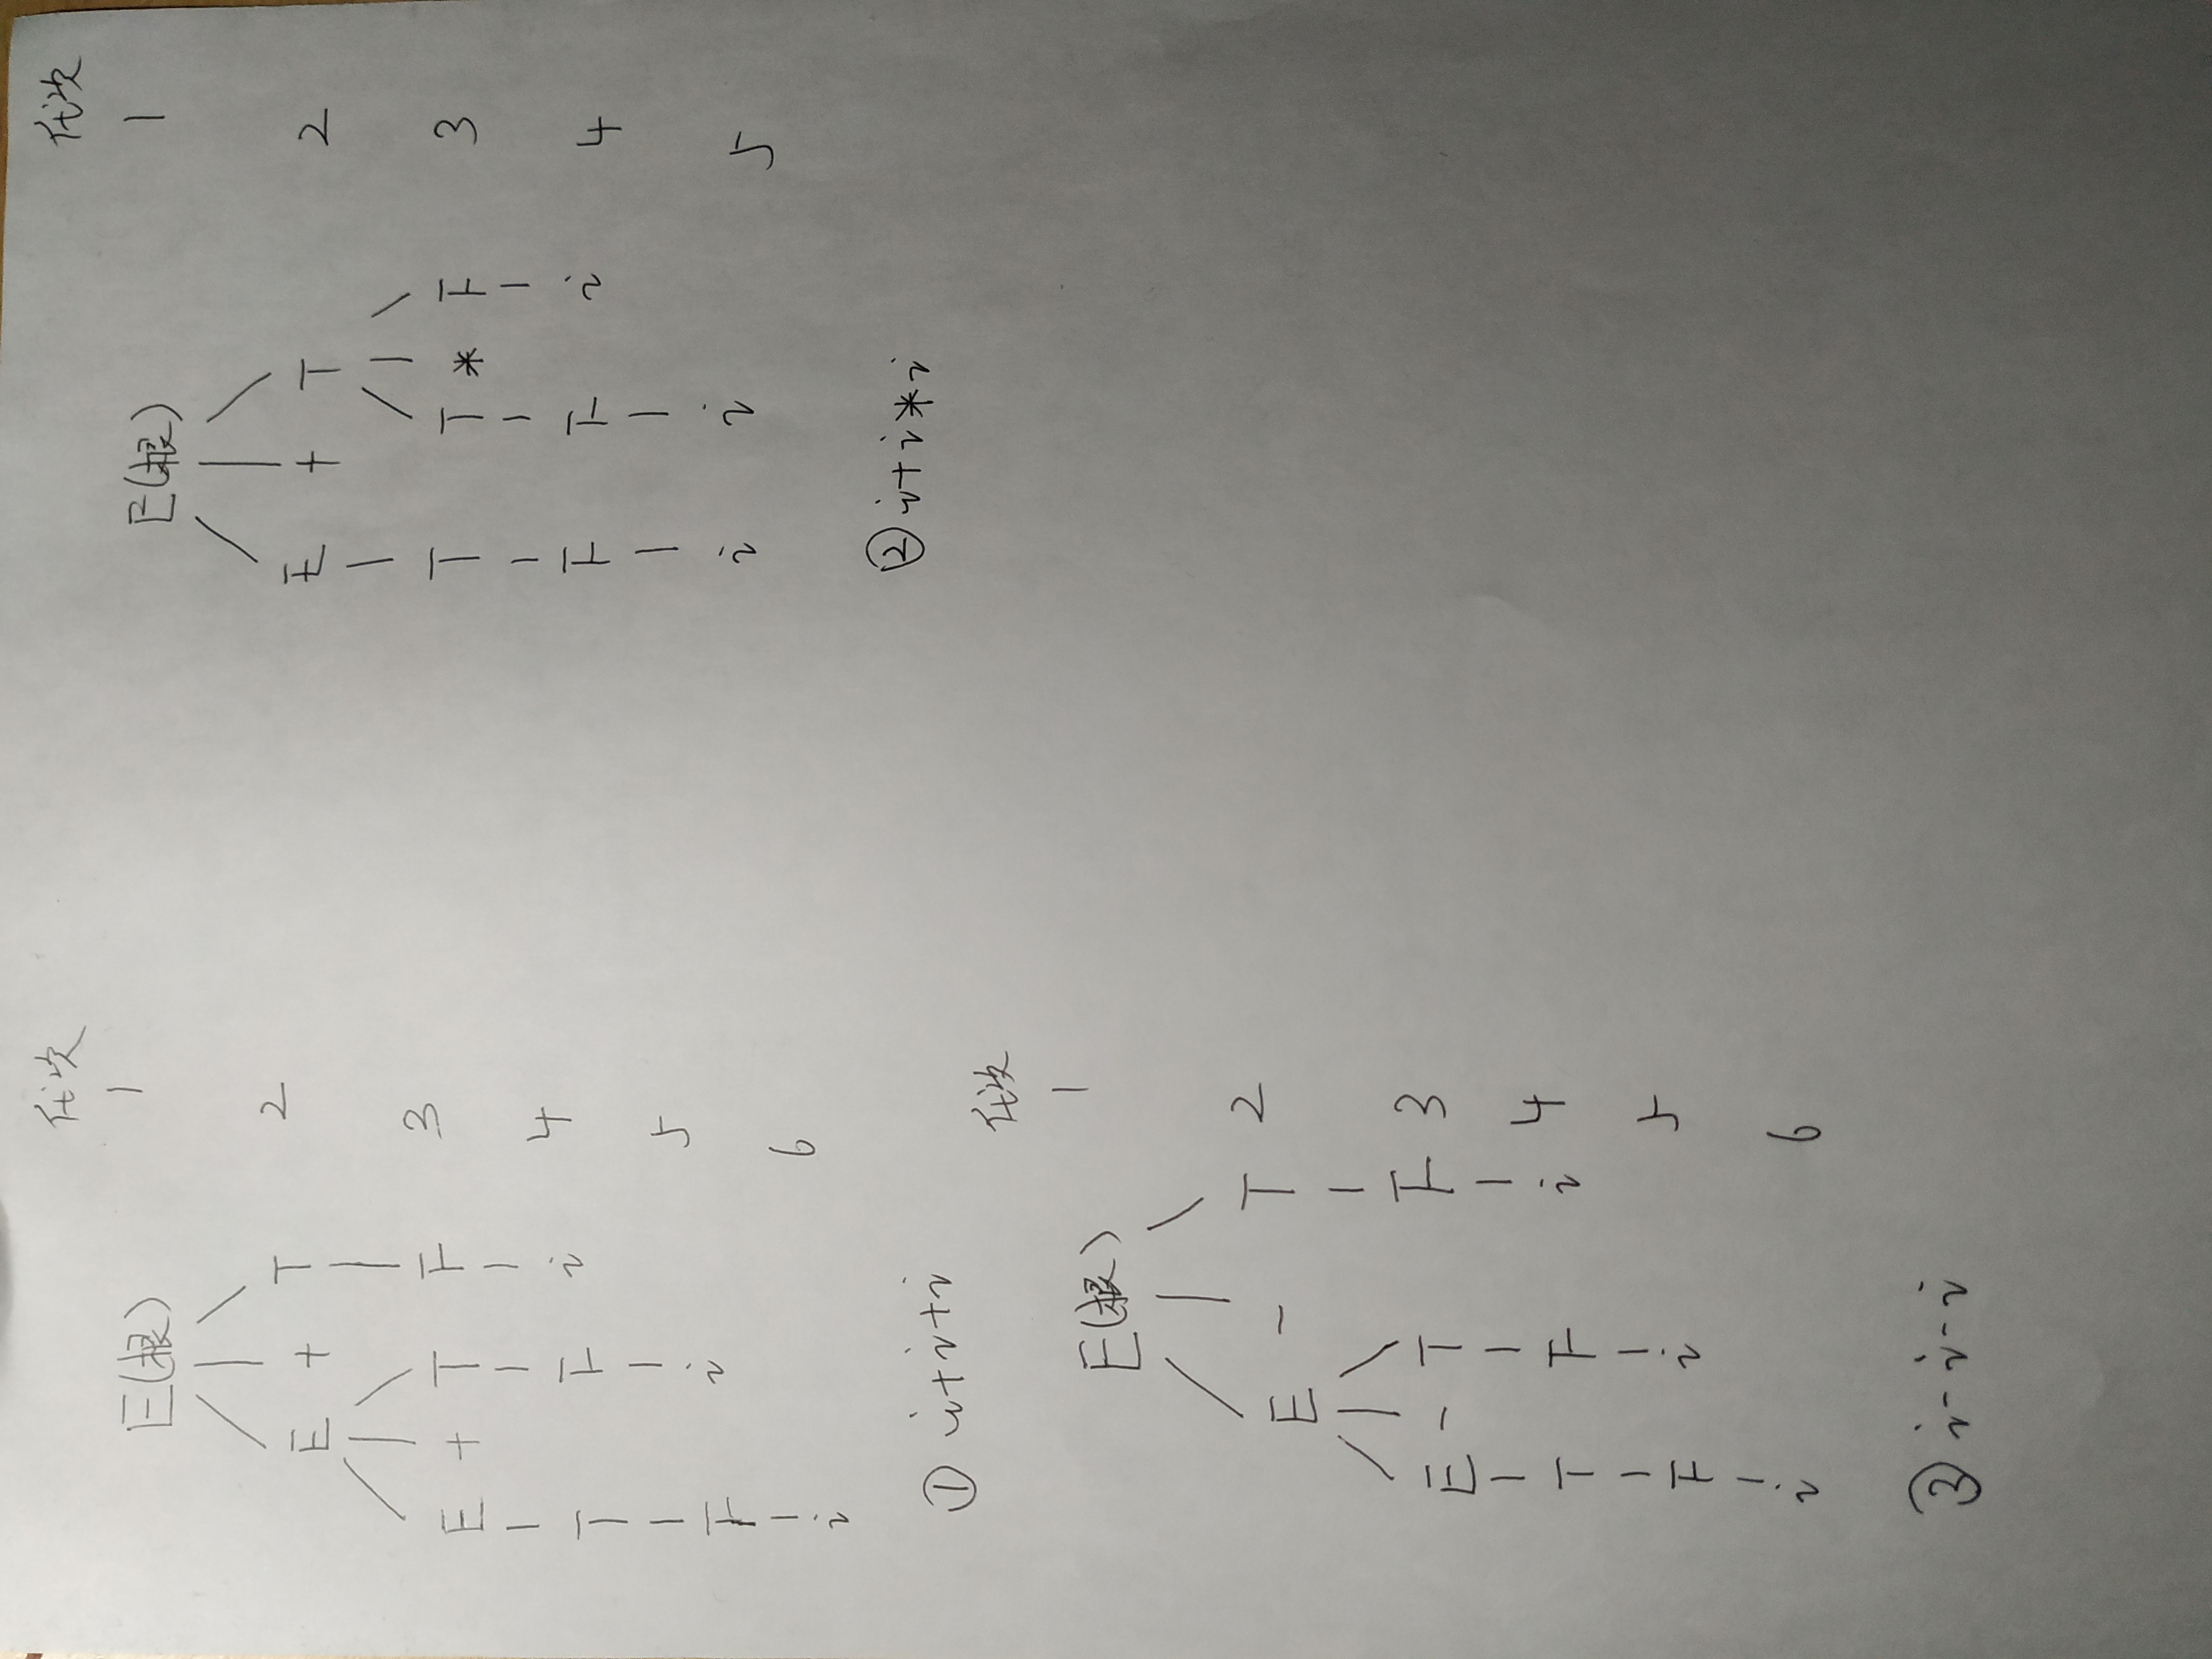 代次
E(根) 1
E + T 2
E + T F 3
T F i 4
F i 5
i 6
① i+i+i
代次
E(根) 1
E + T 2
T T * F 3
F F i 4
i i 5
② i+i*i
代次
E(根) 1
E - T 2
E - T F 3
T F i 4
F i 5
i 6
③ i-i-i